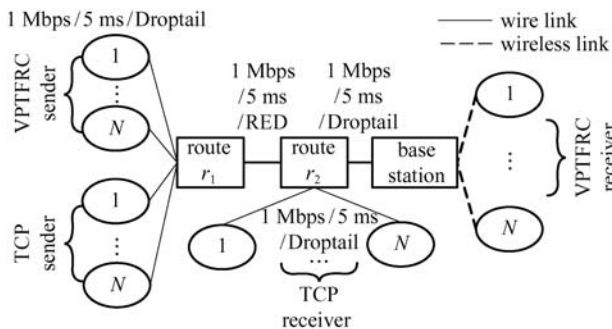 1 Mbps/5 ms/Droptail
VPTFRC
sender
1
...
N
TCP
sender
1
...
N
route
r1
1 Mbps
/5 ms
/RED
route
r2
1 Mbps
/5 ms
/Droptail
base
station
1
1 Mbps/5 ms
/Droptail
...
N
TCP
receiver
wire link
wireless link
1
...
N
VPTFRC
receiver